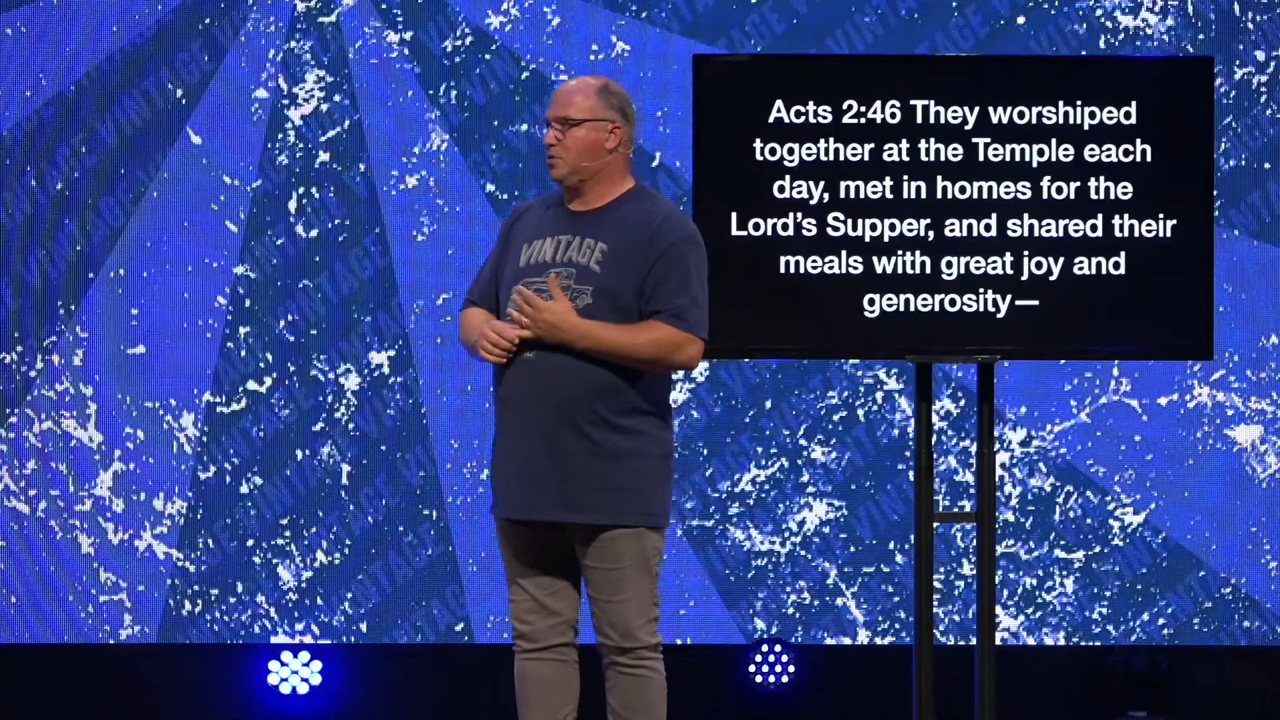 VINTAGE
Acts 2:46 They worshiped
together at the Temple each
day, met in homes for the
Lord’s Supper, and shared their
meals with great joy and
generosity—